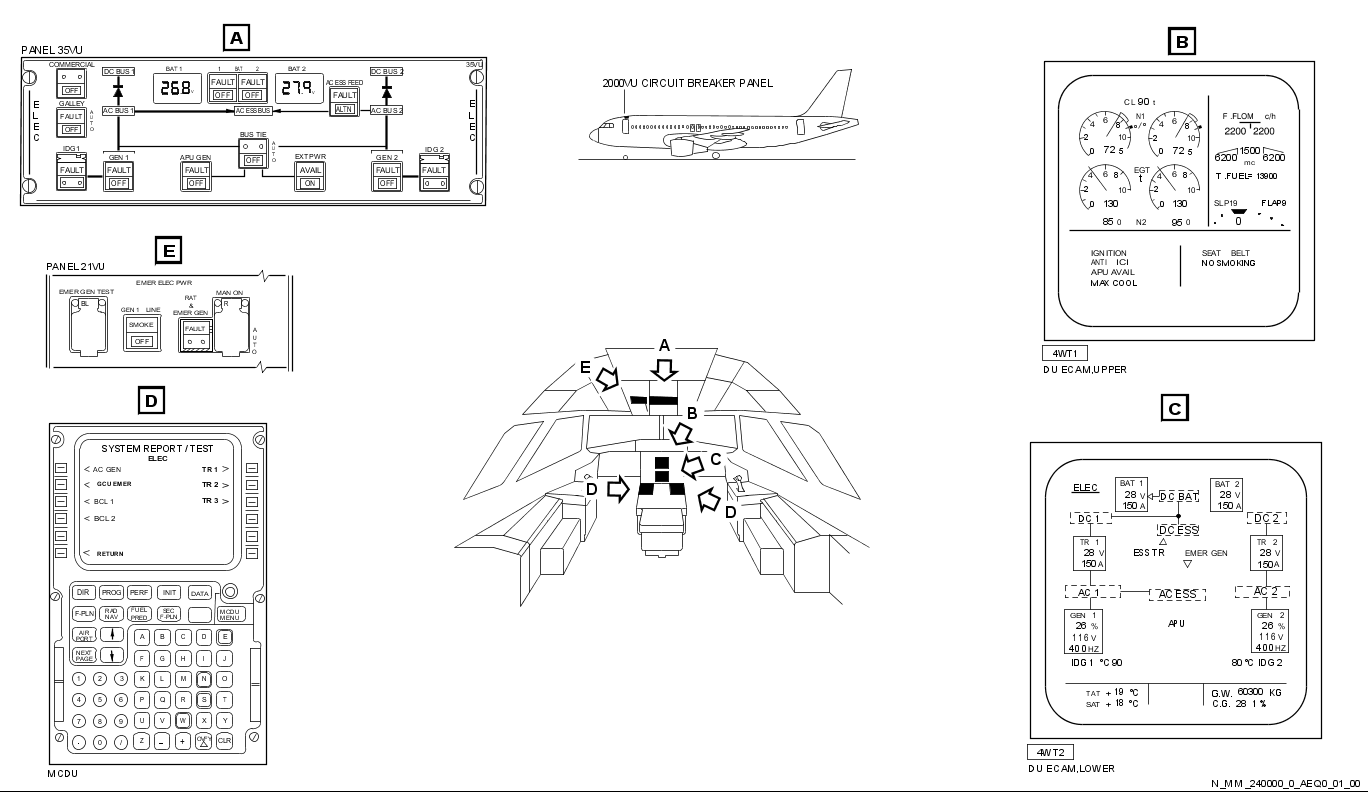 A
PANEL 35VU
COMMERCIAL
OFF
GALLEY
FAULT
OFF
AUTO
ELEC
DC BUS 1
BAT 1
26.8 V
1 BAT 2
FAULT FAULT
OFF OFF
BAT 2
27.9 V
AC ESS FEED
FAULT
ALTN
DC BUS 2
35VU
ELEC
AC BUS 1
AC ESS BUS
AC BUS 2
BUS TIE
OFF
AUTO
IDG 1
FAULT
GEN 1
FAULT
OFF
APU GEN
FAULT
OFF
EXT PWR
AVAIL
ON
GEN 2
FAULT
OFF
IDG 2
FAULT
2000VU CIRCUIT BREAKER PANEL
B
CL 90 t
N1
°/°
2 4 6 8 10
0 72 5
2 4 6 8 10
0 72 5
EGT
t
2 4 6 8 10
0 130
2 4 6 8 10
0 130
85 0 N2 95 0
F .FLOM c/h
2200 2200
1500
6200 6200
mc
T .FUEL= 13900
SLP19 FLAP9
0
IGNITION
ANTI ICI
APU AVAIL
MAX COOL
SEAT BELT
NO SMOKING
4WT1
DU ECAM,UPPER
E
PANEL 21VU
EMER ELEC PWR
EMER GEN TEST
BL
GEN 1 LINE
SMOKE
OFF
RAT
&
EMER GEN
FAULT
MAN ON
R
AUTO
D
SYSTEM REPORT / TEST
ELEC
< AC GEN TR 1 >
< GCU EMER TR 2 >
< BCL 1 TR 3 >
< BCL 2
< RETURN
DIR PROG PERF INIT DATA
F-PLN RAD NAV FUEL PRED SEC F-PLN MCDU MENU
AIR PORT
NEXT PAGE
A B C D E
F G H I J
K L M N O
P Q R S T
U V W X Y
Z – + OVFY △ CLR
1 2 3
4 5 6
7 8 9
. 0 /
MCDU
A
E
B
C
D
D
C
ELEC
BAT 1
28 V
150 A
DC BAT
BAT 2
28 V
150 A
DC 1
DC ESS
DC 2
TR 1
28 V
150A
ESS TR
EMER GEN
TR 2
28 V
150A
AC 1
AC ESS
AC 2
GEN 1
26 %
116 V
400 HZ
APU
GEN 2
26 %
116 V
400 HZ
IDG 1 °C 90
80 °C IDG 2
TAT + 19 °C
SAT + 18 °C
G.W. 60300 KG
C.G. 28 1 %
4WT2
DU ECAM,LOWER
N_MM_240000_0_AEQ0_01_00